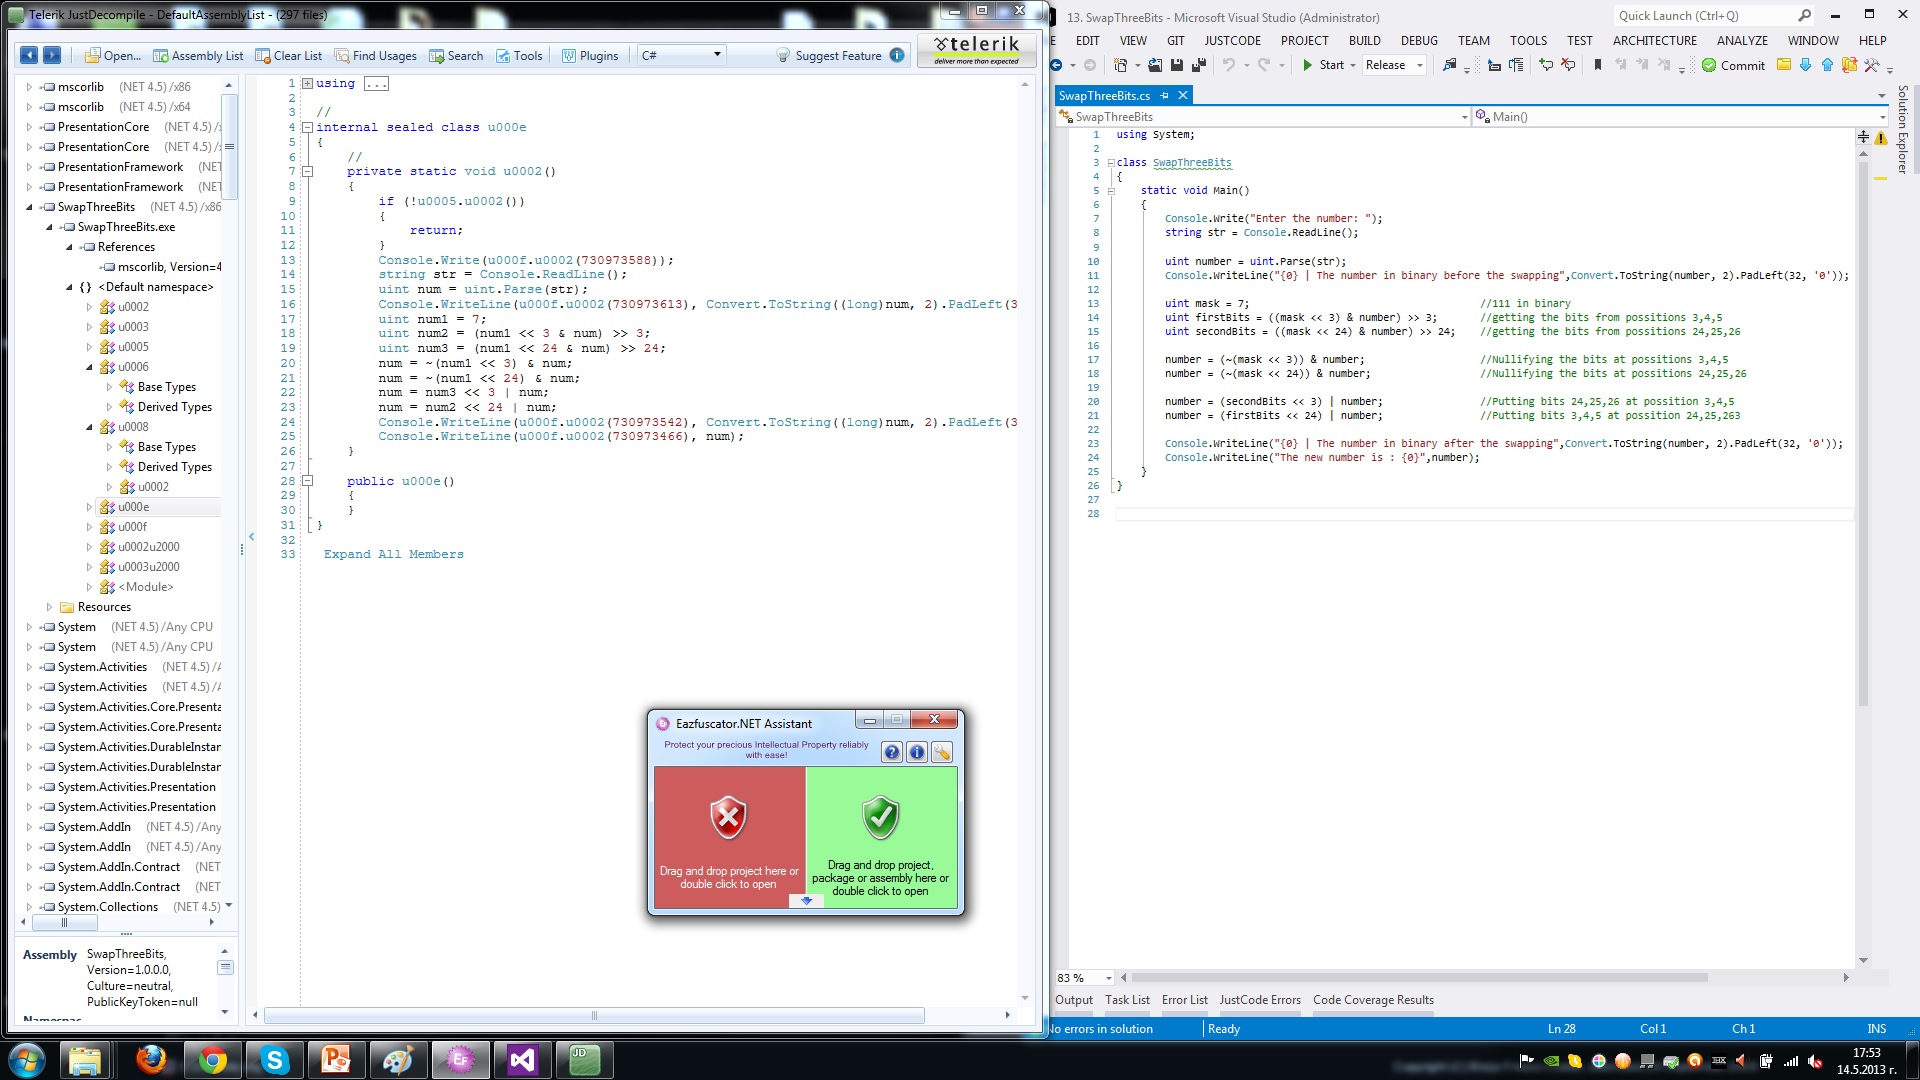 Telerik JustDecompile - DefaultAssemblyList - (297 files)
Open... Assembly List Clear List Find Usages Search Tools Plugins C# Suggest Feature
telerik
deliver more than expected
mscorlib (NET 4.5) /x86
mscorlib (NET 4.5) /x64
PresentationCore (NET 4.5) /
PresentationCore (NET 4.5) /
PresentationFramework (NET
PresentationFramework (NET
SwapThreeBits (NET 4.5) /x86
SwapThreeBits.exe
References
mscorlib, Version=4
{} <Default namespace>
u0002
u0003
u0005
u0006
Base Types
Derived Types
u0008
Base Types
Derived Types
u0002
u000e
u000f
u0002u2000
u0003u2000
<Module>
Resources
System (NET 4.5) /Any CPU
System (NET 4.5) /Any CPU
System.Activities (NET 4.5) /A
System.Activities (NET 4.5) /A
System.Activities.Core.Presenta
System.Activities.Core.Presenta
System.Activities.DurableInstar
System.Activities.DurableInstar
System.Activities.Presentation
System.Activities.Presentation
System.AddIn (NET 4.5) /Any
System.AddIn (NET 4.5) /Any
System.AddIn.Contract (NET
System.AddIn.Contract (NET
System.Collections (NET 4.5)
Assembly SwapThreeBits,
Version=1.0.0.0,
Culture=neutral,
PublicKeyToken=null
1 using ...
2
3 //
4 internal sealed class u000e
5 {
6 //
7 private static void u0002()
8 {
9 if (!u0005.u0002())
10 {
11 return;
12 }
13 Console.Write(u000f.u0002(730973588));
14 string str = Console.ReadLine();
15 uint num = uint.Parse(str);
16 Console.WriteLine(u000f.u0002(730973613), Convert.ToString((long)num, 2).PadLeft(3
17 uint num1 = 7;
18 uint num2 = (num1 << 3 & num) >> 3;
19 uint num3 = (num1 << 24 & num) >> 24;
20 num = ~(num1 << 3) & num;
21 num = ~(num1 << 24) & num;
22 num = num3 << 3 | num;
23 num = num2 << 24 | num;
24 Console.WriteLine(u000f.u0002(730973542), Convert.ToString((long)num, 2).PadLeft(3
25 Console.WriteLine(u000f.u0002(730973466), num);
26 }
27
28 public u000e()
29 {
30 }
31 }
32
33 Expand All Members
Eazfuscator.NET Assistant
Protect your precious Intellectual Property reliably
with ease!
Drag and drop project here or
double click to open
Drag and drop project,
package or assembly here or
double click to open
13. SwapThreeBits - Microsoft Visual Studio (Administrator)
Quick Launch (Ctrl+Q)
E EDIT VIEW GIT JUSTCODE PROJECT BUILD DEBUG TEAM TOOLS TEST ARCHITECTURE ANALYZE WINDOW HELP
Start Release Commit
SwapThreeBits.cs
SwapThreeBits Main()
Solution Explorer
1 using System;
2
3 class SwapThreeBits
4 {
5 static void Main()
6 {
7 Console.Write("Enter the number: ");
8 string str = Console.ReadLine();
9
10 uint number = uint.Parse(str);
11 Console.WriteLine("{0} | The number in binary before the swapping",Convert.ToString(number, 2).PadLeft(32, '0'));
12
13 uint mask = 7; //111 in binary
14 uint firstBits = ((mask << 3) & number) >> 3; //getting the bits from possitions 3,4,5
15 uint secondBits = ((mask << 24) & number) >> 24; //getting the bits from possitions 24,25,26
16
17 number = (~(mask << 3)) & number; //Nullifying the bits at possitions 3,4,5
18 number = (~(mask << 24)) & number; //Nullifying the bits at possitions 24,25,26
19
20 number = (secondBits << 3) | number; //Putting bits 24,25,26 at possition 3,4,5
21 number = (firstBits << 24) | number; //Putting bits 3,4,5 at possition 24,25,263
22
23 Console.WriteLine("{0} | The number in binary after the swapping",Convert.ToString(number, 2).PadLeft(32, '0'));
24 Console.WriteLine("The new number is : {0}",number);
25 }
26 }
27
28
83 %
Output Task List Error List JustCode Errors Code Coverage Results
No errors in solution Ready Ln 28 Col 1 Ch 1 INS
17:53
14.5.2013 г.